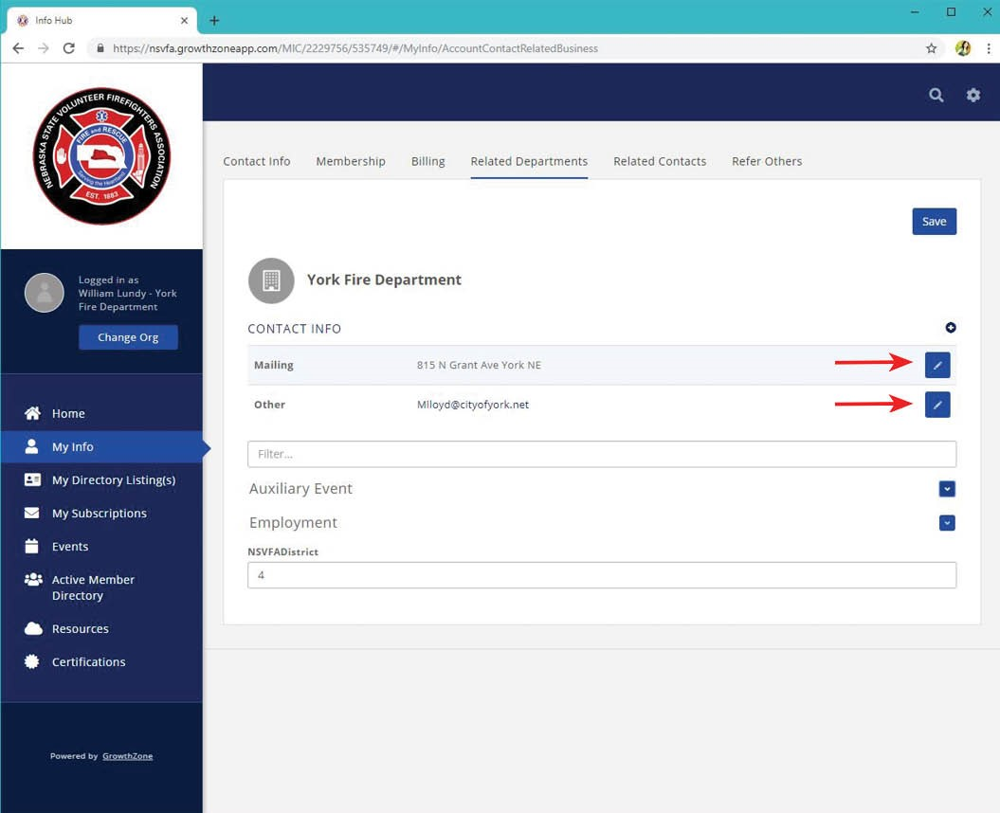 Info Hub
https://nsvfa.growthzoneapp.com/MIC/2229756/535749/#/MyInfo/AccountContactRelatedBusiness
NEBRASKA STATE VOLUNTEER FIREFIGHTERS ASSOCIATION
FIRE and RESCUE
Serving the Heartland
EST. 1883
Logged in as
William Lundy - York
Fire Department
Change Org
Home
My Info
My Directory Listing(s)
My Subscriptions
Events
Active Member
Directory
Resources
Certifications
Powered by GrowthZone
Contact Info Membership Billing Related Departments Related Contacts Refer Others
Save
York Fire Department
CONTACT INFO
Mailing 815 N Grant Ave York NE
Other Mlloyd@cityofyork.net
Filter...
Auxiliary Event
Employment
NSVFADistrict
4